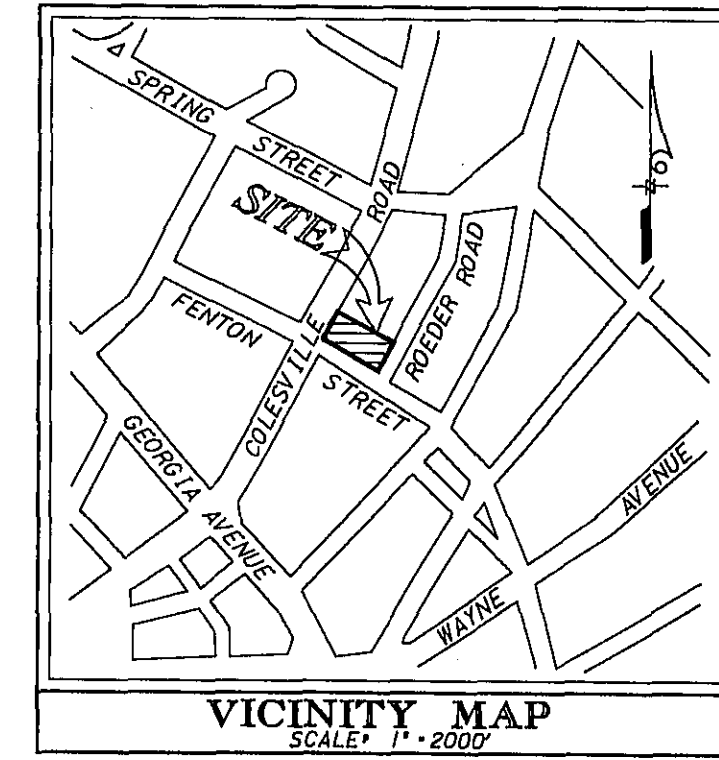 SPRING STREET
SITE
COLESVILLE ROAD
ROEDER ROAD
FENTON STREET
GEORGIA AVENUE
WAYNE AVENUE
VICINITY MAP
SCALE: 1"=2000'